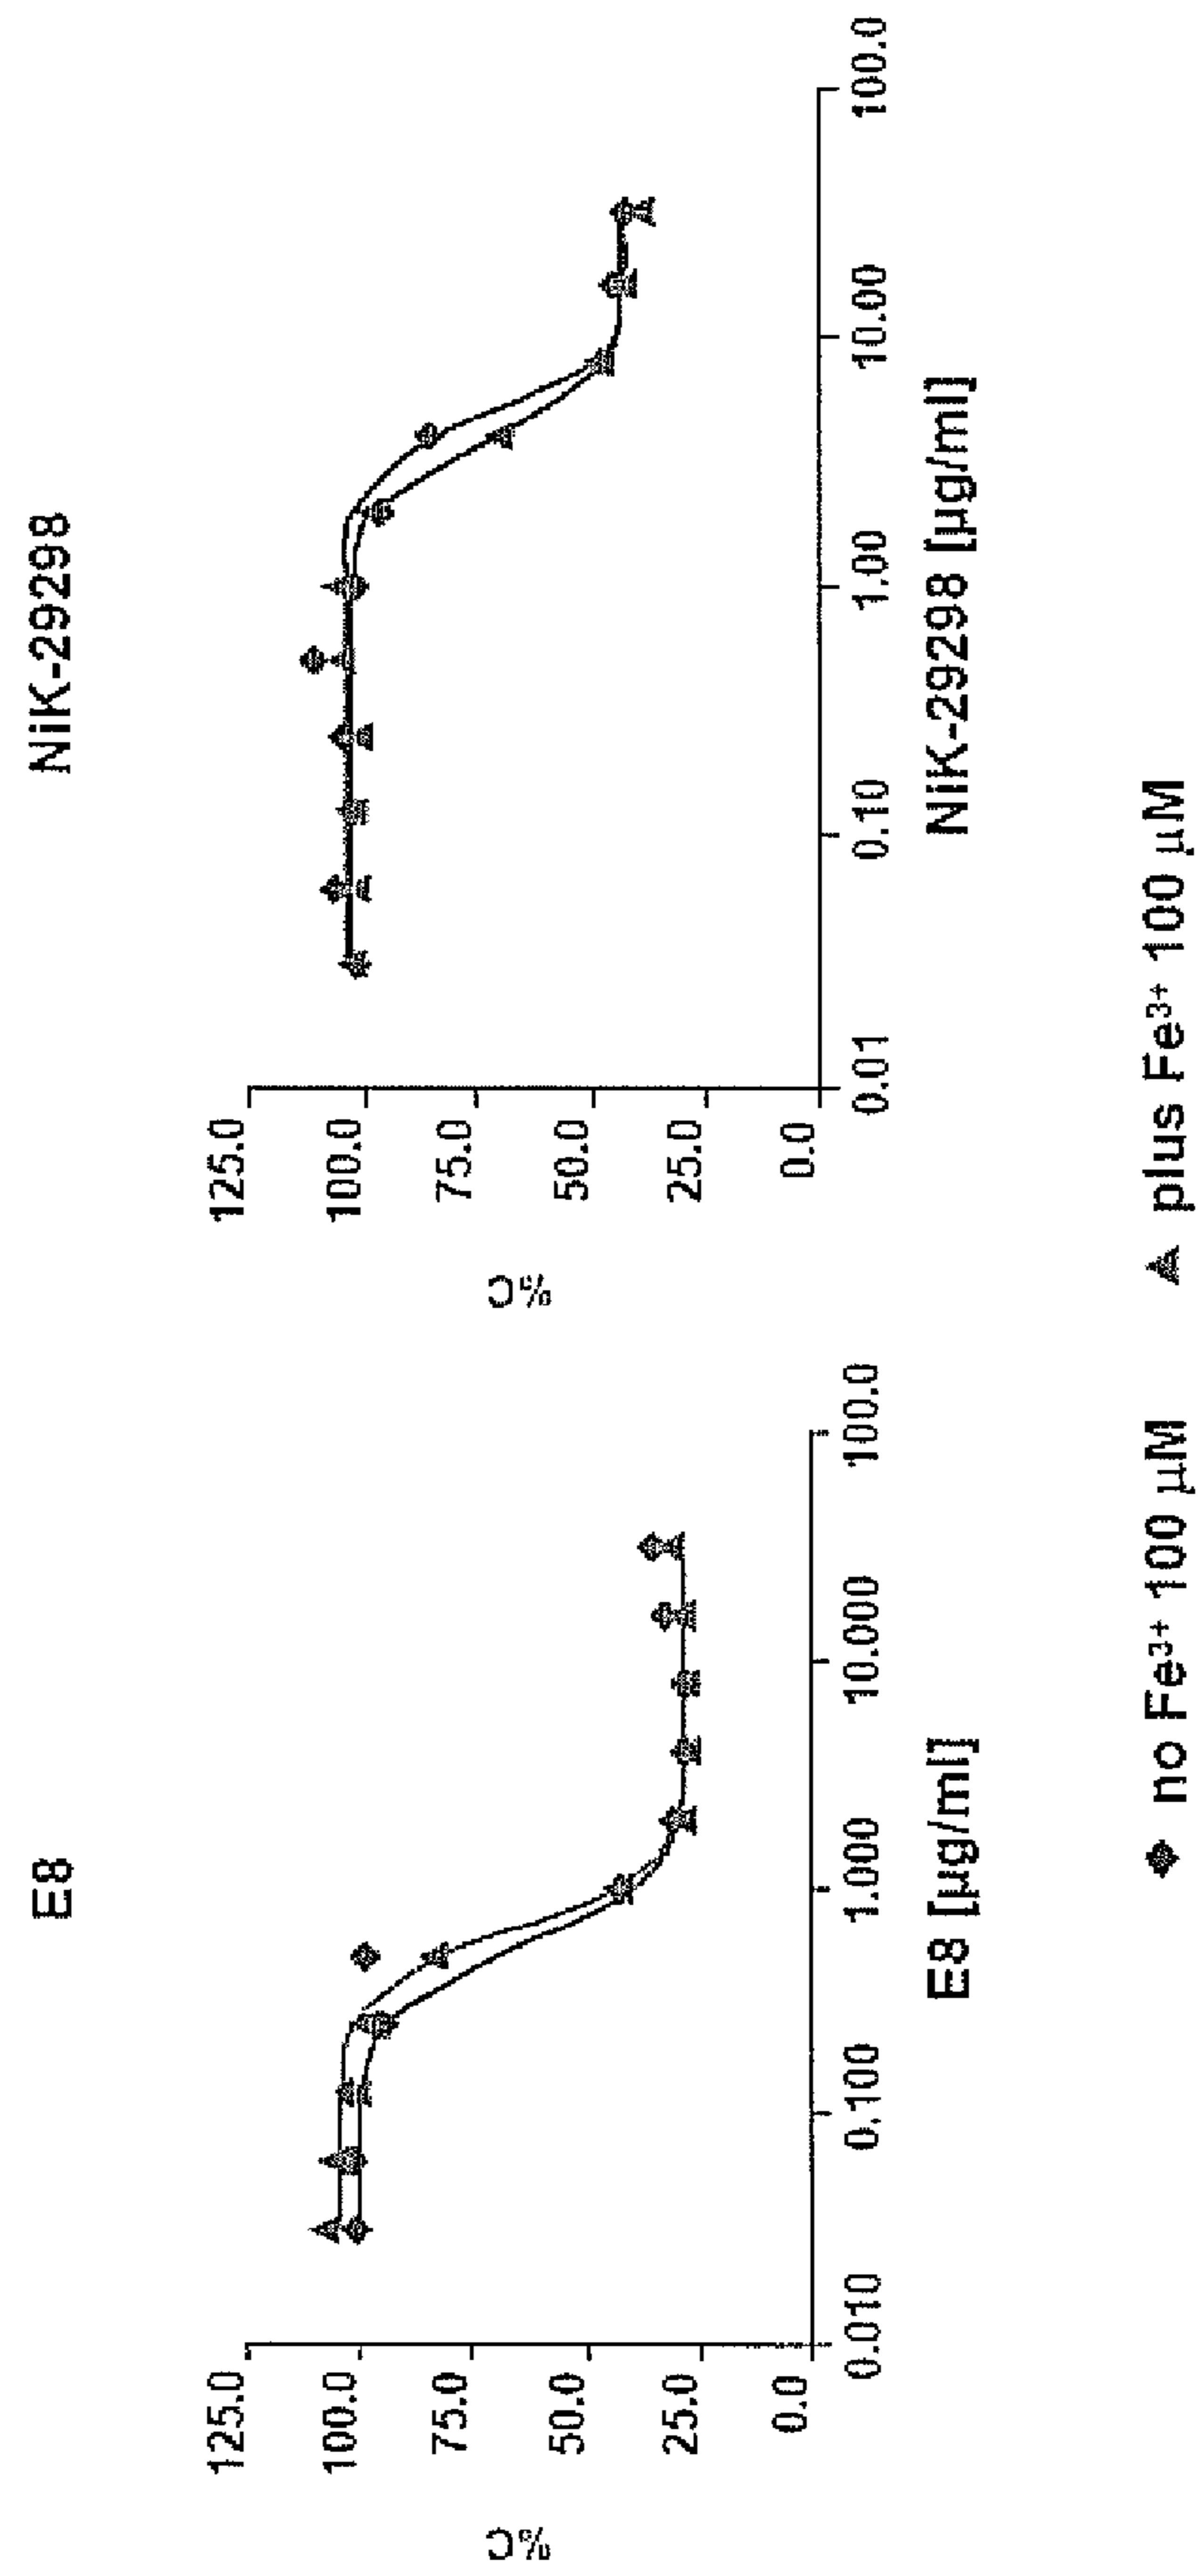 E8
%C
125.0
100.0
75.0
50.0
25.0
0.0
0.010
0.100
1.000
10.000
100.0
E8 [µg/ml]
NiK-29298
%C
125.0
100.0
75.0
50.0
25.0
0.0
0.01
0.10
1.00
10.00
100.0
NiK-29298 [µg/ml]
no Fe³⁺ 100 µM
plus Fe³⁺ 100 µM